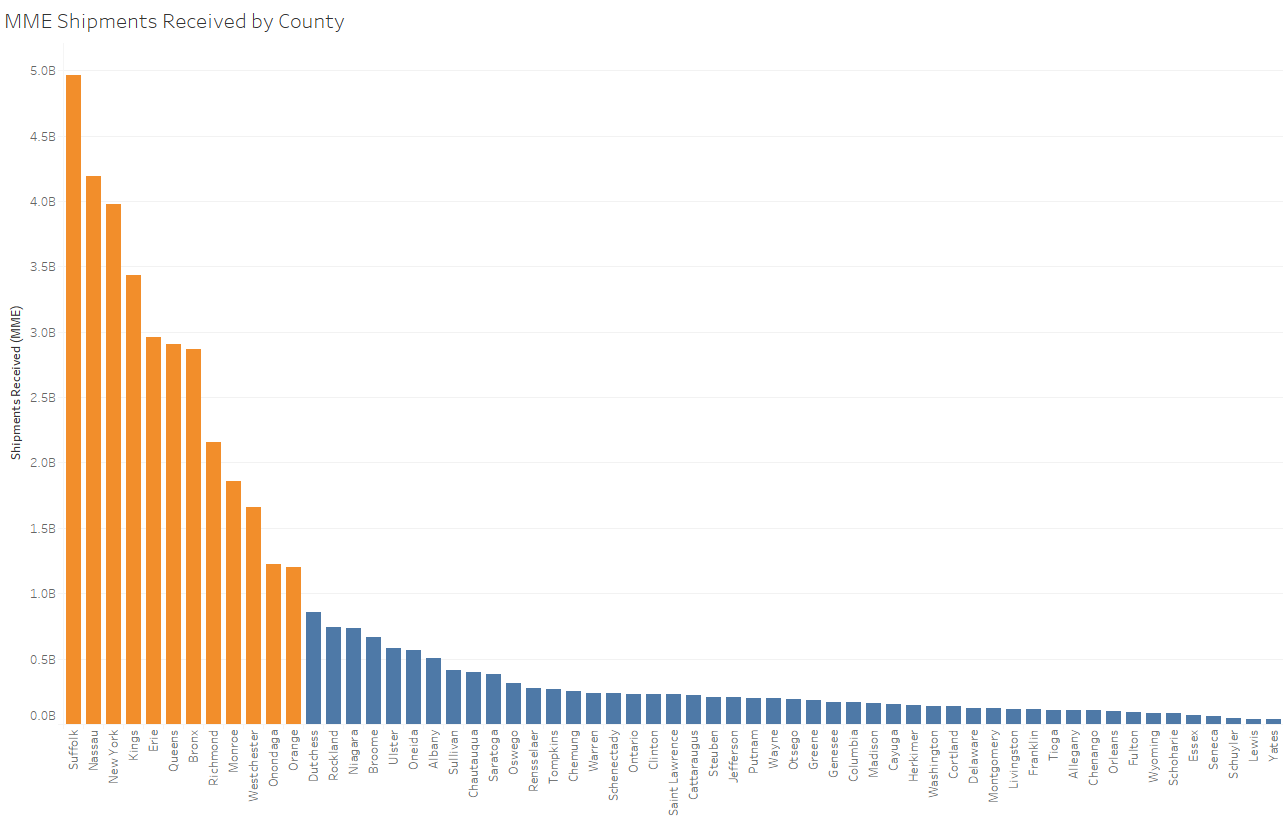 MME Shipments Received by County
Shipments Received (MME)
5.0B
4.5B
4.0B
3.5B
3.0B
2.5B
2.0B
1.5B
1.0B
0.5B
0.0B
Suffolk
Nassau
New York
Kings
Erie
Queens
Bronx
Richmond
Monroe
Westchester
Onondaga
Orange
Dutchess
Rockland
Niagara
Broome
Ulster
Oneida
Albany
Sullivan
Chautauqua
Saratoga
Oswego
Rensselaer
Tompkins
Chemung
Warren
Schenectady
Ontario
Clinton
Saint Lawrence
Cattaraugus
Steuben
Jefferson
Putnam
Wayne
Otsego
Greene
Genesee
Columbia
Madison
Cayuga
Herkimer
Washington
Cortland
Delaware
Montgomery
Livingston
Franklin
Tioga
Allegany
Chenango
Orleans
Fulton
Wyoming
Schoharie
Essex
Seneca
Schuyler
Lewis
Yates